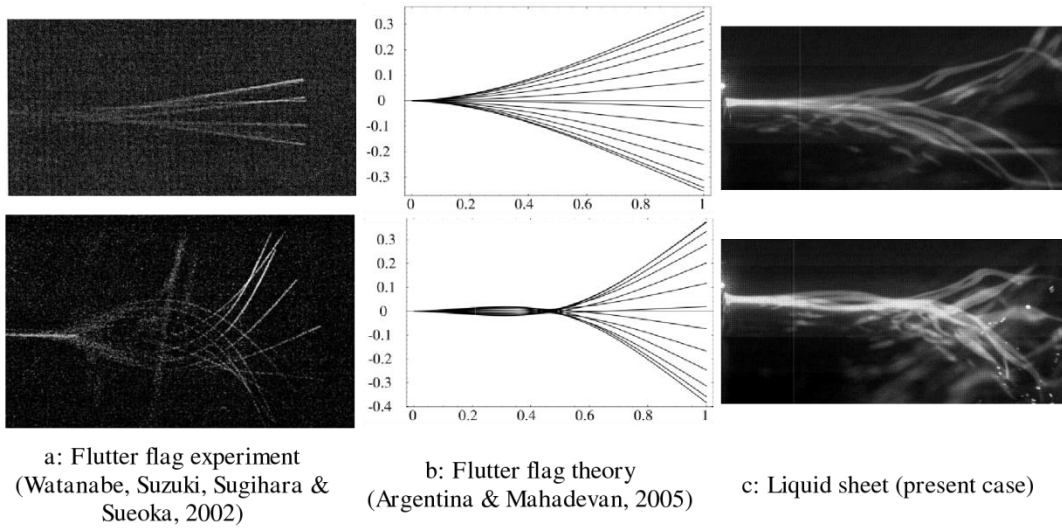 0.3
0.2
0.1
0
-0.1
-0.2
-0.3
0 0.2 0.4 0.6 0.8 1
0.3
0.2
0.1
0
-0.1
-0.2
-0.3
-0.4
0 0.2 0.4 0.6 0.8 1
a: Flutter flag experiment
(Watanabe, Suzuki, Sugihara &
Sueoka, 2002)
b: Flutter flag theory
(Argentina & Mahadevan, 2005)
c: Liquid sheet (present case)